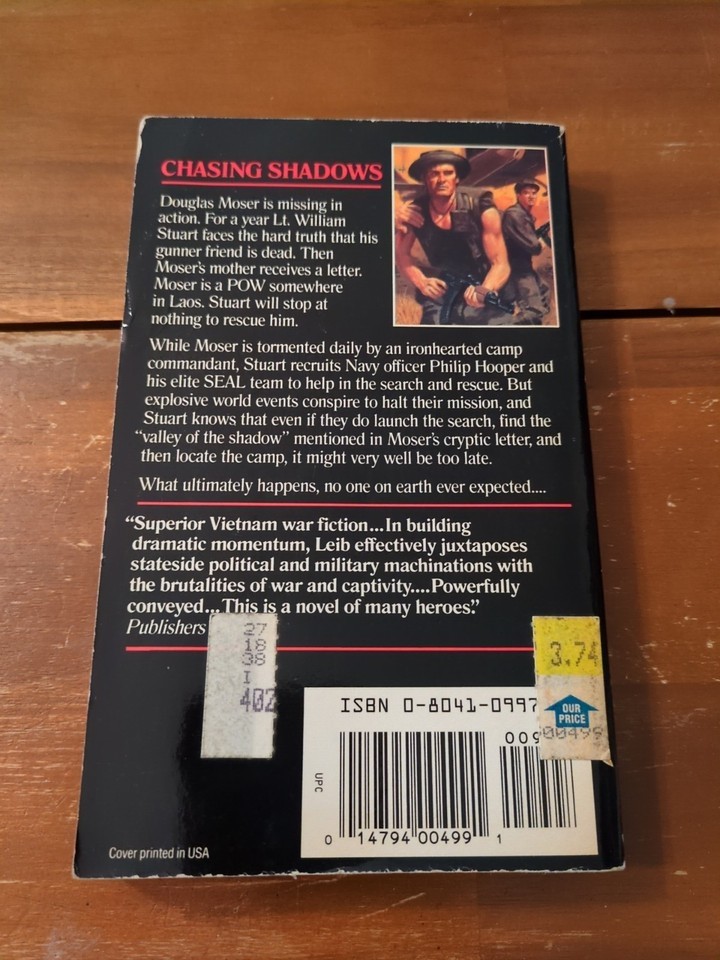 CHASING SHADOWS
Douglas Moser is missing in
action. For a year Lt. William
Stuart faces the hard truth that his
gunner friend is dead. Then
Moser's mother receives a letter.
Moser is a POW somewhere
in Laos. Stuart will stop at
nothing to rescue him.
While Moser is tormented daily by an ironhearted camp
commandant, Stuart recruits Navy officer Philip Hooper and
his elite SEAL team to help in the search and rescue. But
explosive world events conspire to halt their mission, and
Stuart knows that even if they do launch the search, find the
"valley of the shadow" mentioned in Moser's cryptic letter, and
then locate the camp, it might very well be too late.
What ultimately happens, no one on earth ever expected....
"Superior Vietnam war fiction...In building
dramatic momentum, Leib effectively juxtaposes
stateside political and military machinations with
the brutalities of war and captivity....Powerfully
conveyed...This is a novel of many heroes."
Publishers
27
18
38
I
402
ISBN 0-8041-0997
OUR
PRICE
000499
009
UPC
0 14794 00499 1
Cover printed in USA